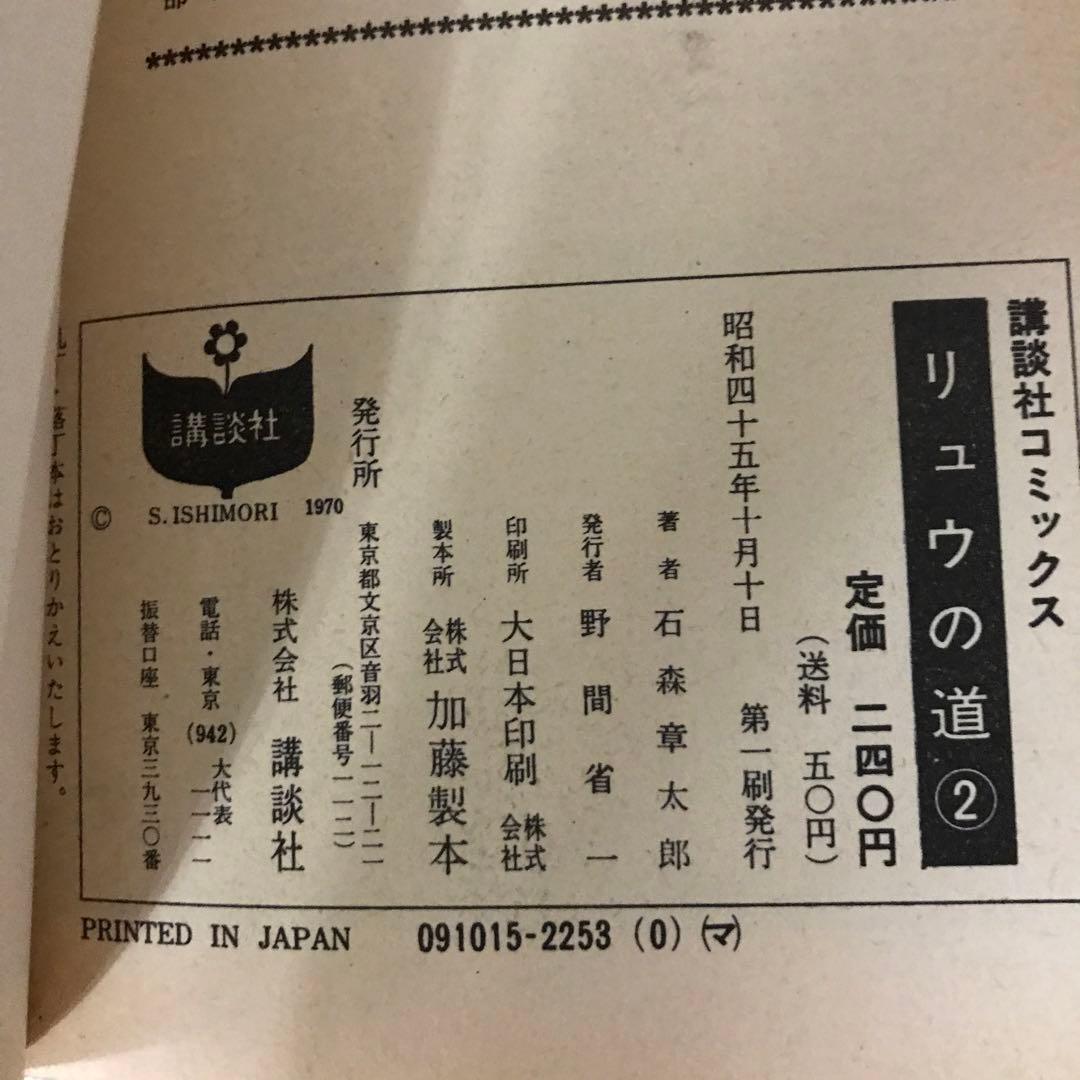 部
********************************************
講談社コミックス
リュウの道②
定価 二四〇円
(送料 五〇円)
昭和四十五年十月十日 第一刷発行
著者 石森章太郎
発行者 野間省一
印刷所 大日本印刷株式会社
製本所 株式会社加藤製本
発行所
東京都文京区音羽二―一二―二一
(郵便番号一一二)
株式会社 講談社
電話・東京(942)一一一一
大代表
振替口座 東京三九三〇番
講談社
© S. ISHIMORI 1970
落丁本はおとりかえいたします。
PRINTED IN JAPAN 091015-2253 (0) (マ)